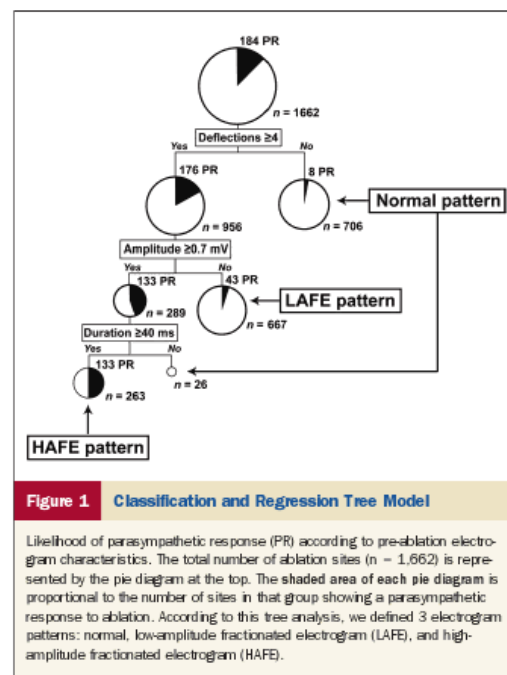 184 PR
n = 1662
Deflections ≥4
Yes No
176 PR 8 PR
Normal pattern
n = 956 n = 706
Amplitude ≥0.7 mV
Yes No
133 PR 43 PR
LAFE pattern
n = 289 n = 667
Duration ≥40 ms
Yes No
133 PR
n = 263 n = 26
HAFE pattern
Figure 1 Classification and Regression Tree Model
Likelihood of parasympathetic response (PR) according to pre-ablation electro-
gram characteristics. The total number of ablation sites (n = 1,662) is repre-
sented by the pie diagram at the top. The shaded area of each pie diagram is
proportional to the number of sites in that group showing a parasympathetic
response to ablation. According to this tree analysis, we defined 3 electrogram
patterns: normal, low-amplitude fractionated electrogram (LAFE), and high-
amplitude fractionated electrogram (HAFE).